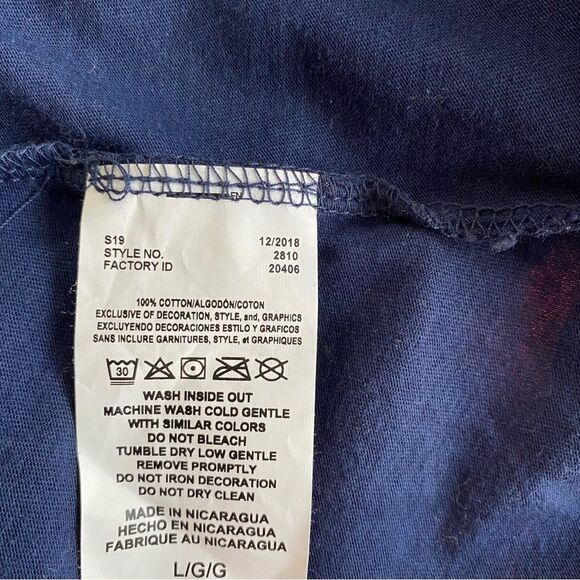 S19 12/2018
STYLE NO. 2810
FACTORY ID 20406
100% COTTON/ALGODÓN/COTON
EXCLUSIVE OF DECORATION, STYLE, and, GRAPHICS
EXCLUYENDO DECORACIONES ESTILO Y GRAFICOS
SANS INCLURE GARNITURES, STYLE, et GRAPHIQUES
30
WASH INSIDE OUT
MACHINE WASH COLD GENTLE
WITH SIMILAR COLORS
DO NOT BLEACH
TUMBLE DRY LOW GENTLE
REMOVE PROMPTLY
DO NOT IRON DECORATION
DO NOT DRY CLEAN
MADE IN NICARAGUA
HECHO EN NICARAGUA
FABRIQUE AU NICARAGUA
L/G/G